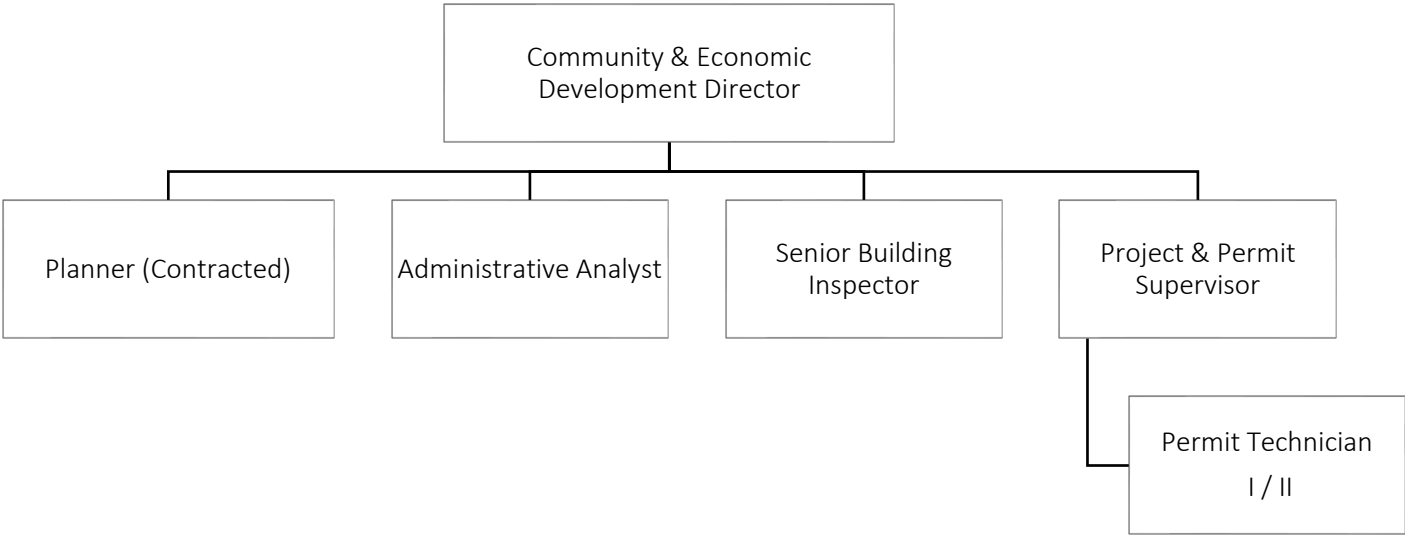 Community & Economic
Development Director
Planner (Contracted)
Administrative Analyst
Senior Building
Inspector
Project & Permit
Supervisor
Permit Technician
I / II